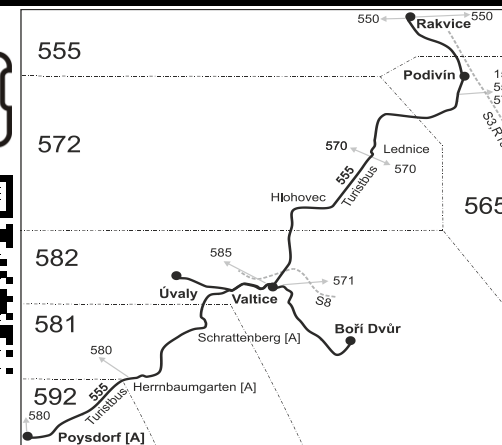 550
550
Rakvice
555
Podivín
S3,R
572
570
Lednice
570
555
Turistbus
Hlohovec
565
585
582
571
Úvaly
Valtice
S8
581
Boří Dvůr
Schrattenberg [A]
580
Herrnbaumgarten [A]
592
555
Turistbus
580
Poysdorf [A]